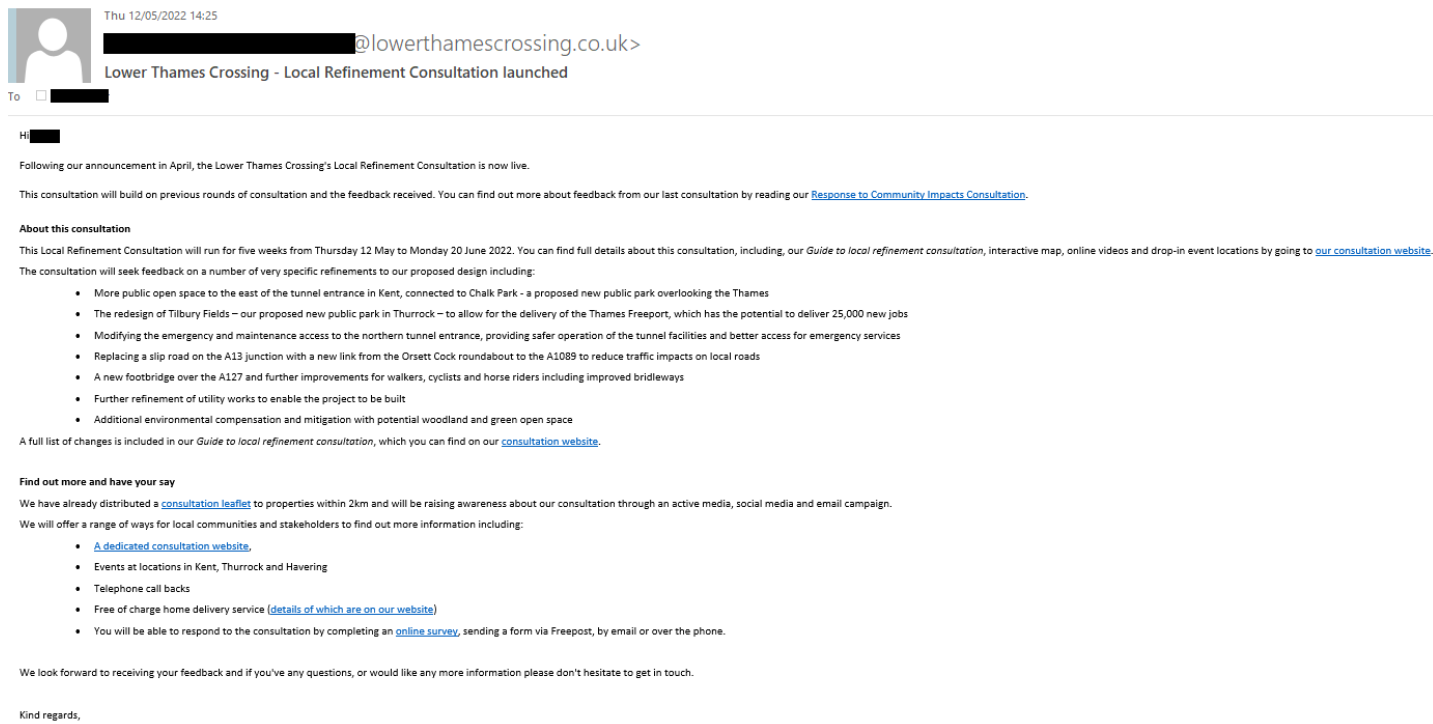 Thu 12/05/2022 14:25
@lowerthamescrossing.co.uk>
Lower Thames Crossing - Local Refinement Consultation launched
To
Hi
Following our announcement in April, the Lower Thames Crossing's Local Refinement Consultation is now live.
This consultation will build on previous rounds of consultation and the feedback received. You can find out more about feedback from our last consultation by reading our Response to Community Impacts Consultation.
About this consultation
This Local Refinement Consultation will run for five weeks from Thursday 12 May to Monday 20 June 2022. You can find full details about this consultation, including, our Guide to local refinement consultation, interactive map, online videos and drop-in event locations by going to our consultation website.
The consultation will seek feedback on a number of very specific refinements to our proposed design including:
• More public open space to the east of the tunnel entrance in Kent, connected to Chalk Park - a proposed new public park overlooking the Thames
• The redesign of Tilbury Fields – our proposed new public park in Thurrock – to allow for the delivery of the Thames Freeport, which has the potential to deliver 25,000 new jobs
• Modifying the emergency and maintenance access to the northern tunnel entrance, providing safer operation of the tunnel facilities and better access for emergency services
• Replacing a slip road on the A13 junction with a new link from the Orsett Cock roundabout to the A1089 to reduce traffic impacts on local roads
• A new footbridge over the A127 and further improvements for walkers, cyclists and horse riders including improved bridleways
• Further refinement of utility works to enable the project to be built
• Additional environmental compensation and mitigation with potential woodland and green open space
A full list of changes is included in our Guide to local refinement consultation, which you can find on our consultation website.
Find out more and have your say
We have already distributed a consultation leaflet to properties within 2km and will be raising awareness about our consultation through an active media, social media and email campaign.
We will offer a range of ways for local communities and stakeholders to find out more information including:
• A dedicated consultation website,
• Events at locations in Kent, Thurrock and Havering
• Telephone call backs
• Free of charge home delivery service (details of which are on our website)
• You will be able to respond to the consultation by completing an online survey, sending a form via Freepost, by email or over the phone.
We look forward to receiving your feedback and if you've any questions, or would like any more information please don't hesitate to get in touch.
Kind regards,